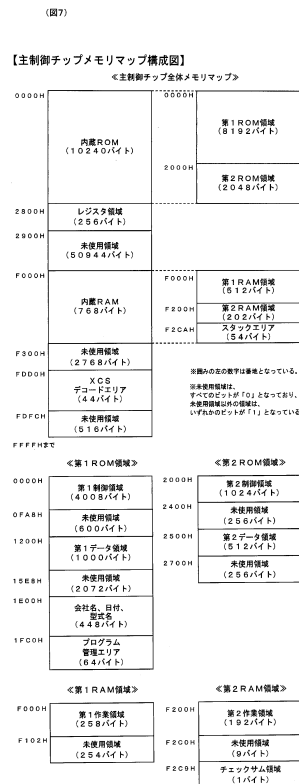 (図7)
【主制御チップメモリマップ構成図】
≪主制御チップ全体メモリマップ≫
0000H
内蔵ROM
(10240バイト)
2800H
レジスタ領域
(256バイト)
2900H
未使用領域
(50944バイト)
F000H
内蔵RAM
(768バイト)
F300H
未使用領域
(2768バイト)
FDD0H
XCS
デコードエリア
(44バイト)
FDFCH
未使用領域
(516バイト)
FFFFHまで
0000H
第1ROM領域
(8192バイト)
2000H
第2ROM領域
(2048バイト)
F000H
第1RAM領域
(512バイト)
F200H
第2RAM領域
(202バイト)
F2CAH
スタックエリア
(54バイト)
※囲みの左の数字は番地となっている。
※未使用領域は、
すべてのビットが「0」となっており、
未使用領域以外の領域は、
いずれかのビットが「1」となっている
≪第1ROM領域≫
0000H
第1制御領域
(4008バイト)
0FA8H
未使用領域
(600バイト)
1200H
第1データ領域
(1000バイト)
15E8H
未使用領域
(2072バイト)
1E00H
会社名、日付、
型式名
(448バイト)
1FC0H
プログラム
管理エリア
(64バイト)
≪第2ROM領域≫
2000H
第2制御領域
(1024バイト)
2400H
未使用領域
(256バイト)
2500H
第2データ領域
(512バイト)
2700H
未使用領域
(256バイト)
≪第1RAM領域≫
F000H
第1作業領域
(258バイト)
F102H
未使用領域
(254バイト)
≪第2RAM領域≫
F200H
第2作業領域
(192バイト)
F2C0H
未使用領域
(9バイト)
F2C9H
チェックサム領域
(1バイト)